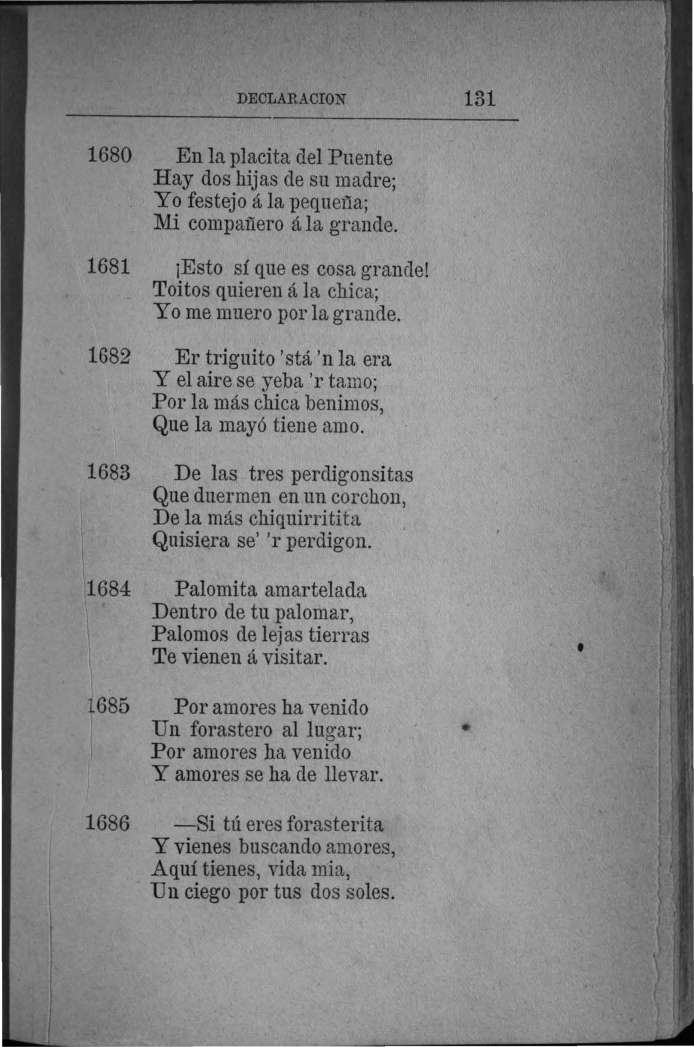 DECLARACION 131
1680 En la placita del Puente
Hay dos hijas de su madre;
Yo festejo á la pequeña;
Mi compañero á la grande.
1681 ¡Esto sí que es cosa grande!
Toitos quieren á la chica;
Yo me muero por la grande.
1682 Er triguito 'stá 'n la era
Y el aire se yeba 'r tamo;
Por la más chica benimos,
Que la mayó tiene amo.
1683 De las tres perdigonsitas
Que duermen en un corchon,
De la más chiquirritita
Quisiera se' 'r perdigon.
1684 Palomita amartelada
Dentro de tu palomar,
Palomos de lejas tierras
Te vienen á visitar.
1685 Por amores ha venido
Un forastero al lugar;
Por amores ha venido
Y amores se ha de llevar.
1686 —Si tú eres forasterita
Y vienes buscando amores,
Aquí tienes, vida mia,
Un ciego por tus dos soles.